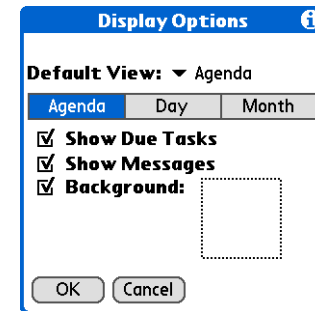 Display Options i
Default View: Agenda
Agenda Day Month
Show Due Tasks
Show Messages
Background:
OK Cancel